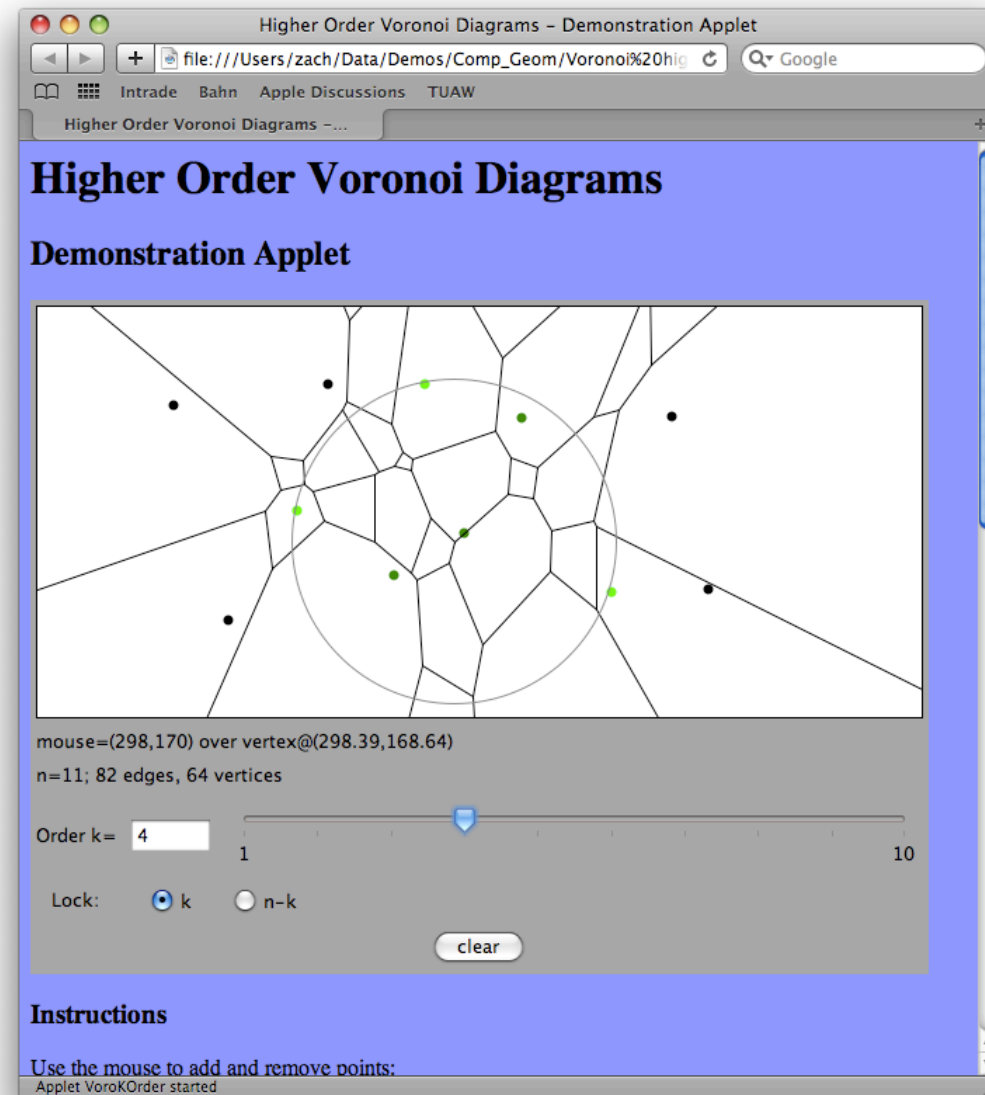 Higher Order Voronoi Diagrams – Demonstration Applet
file:///Users/zach/Data/Demos/Comp_Geom/Voronoi%20hig
Google
Intrade Bahn Apple Discussions TUAW
Higher Order Voronoi Diagrams –...
Higher Order Voronoi Diagrams
Demonstration Applet
mouse=(298,170) over vertex@(298.39,168.64)
n=11; 82 edges, 64 vertices
Order k= 4
1 10
Lock: k n-k
clear
Instructions
Use the mouse to add and remove points:
Applet VoroKOrder started